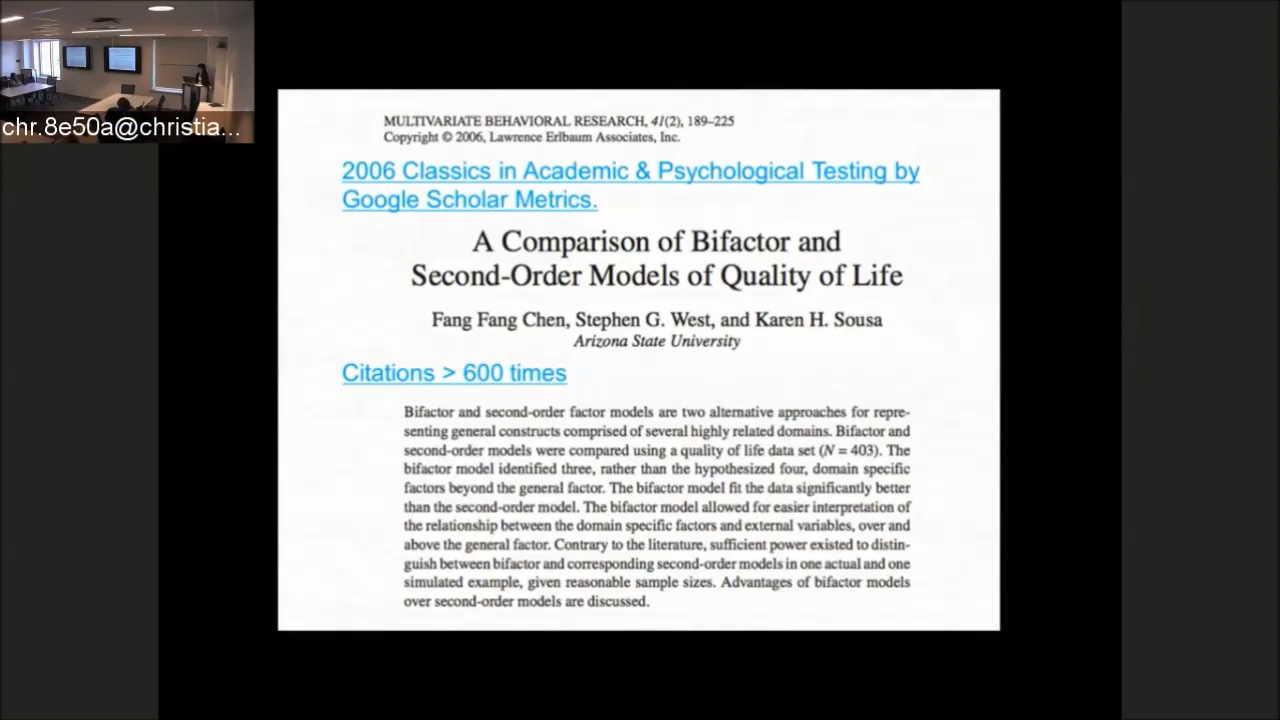 chr.8e50a@christia...
MULTIVARIATE BEHAVIORAL RESEARCH, 41(2), 189–225
Copyright © 2006, Lawrence Erlbaum Associates, Inc.
2006 Classics in Academic & Psychological Testing by
Google Scholar Metrics.
A Comparison of Bifactor and
Second-Order Models of Quality of Life
Fang Fang Chen, Stephen G. West, and Karen H. Sousa
Arizona State University
Citations > 600 times
Bifactor and second-order factor models are two alternative approaches for repre-
senting general constructs comprised of several highly related domains. Bifactor and
second-order models were compared using a quality of life data set (N = 403). The
bifactor model identified three, rather than the hypothesized four, domain specific
factors beyond the general factor. The bifactor model fit the data significantly better
than the second-order model. The bifactor model allowed for easier interpretation of
the relationship between the domain specific factors and external variables, over and
above the general factor. Contrary to the literature, sufficient power existed to distin-
guish between bifactor and corresponding second-order models in one actual and one
simulated example, given reasonable sample sizes. Advantages of bifactor models
over second-order models are discussed.